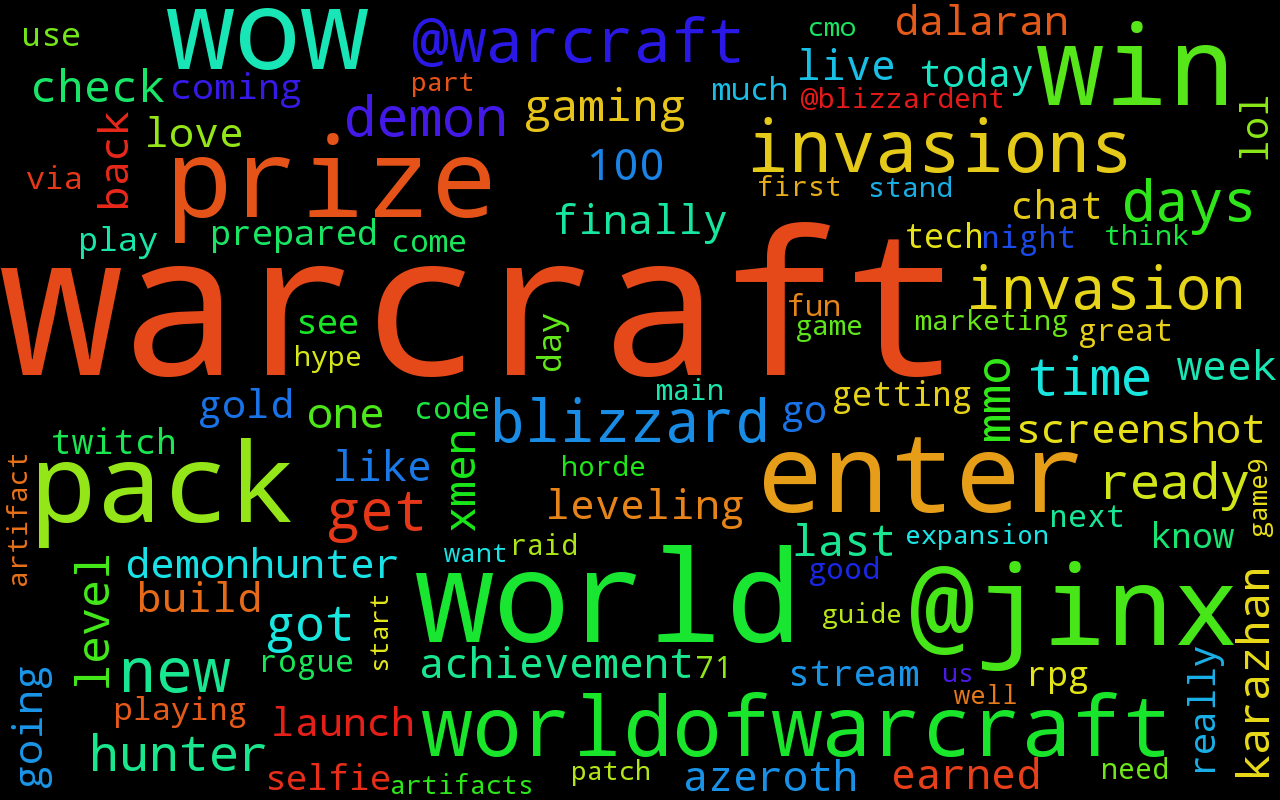 wow
@warcraft
cmo
dalaran
use
win
check
coming
part
much
live
today
@blizzardent
demon
gaming
lol
back
love
invasions
prize
100
via
first
stand
days
chat
finally
play
prepared
come
tech
night
think
warcraft
invasion
fun
see
game
marketing
great
hype
day
main
time
week
gold
one
code
blizzard
go
getting
mmo
screenshot
twitch
xmen
pack
like
horde
enter
ready
game9
artifact
get
leveling
next
last
expansion
know
want
raid
demonhunter
level
build
world
good
@jinx
karazhan
got
start
guide
new
rogue
achievement
71
stream
us
rpg
really
going
playing
well
launch
worldofwarcraft
hunter
selfie
artifacts
patch
azeroth
earned
need